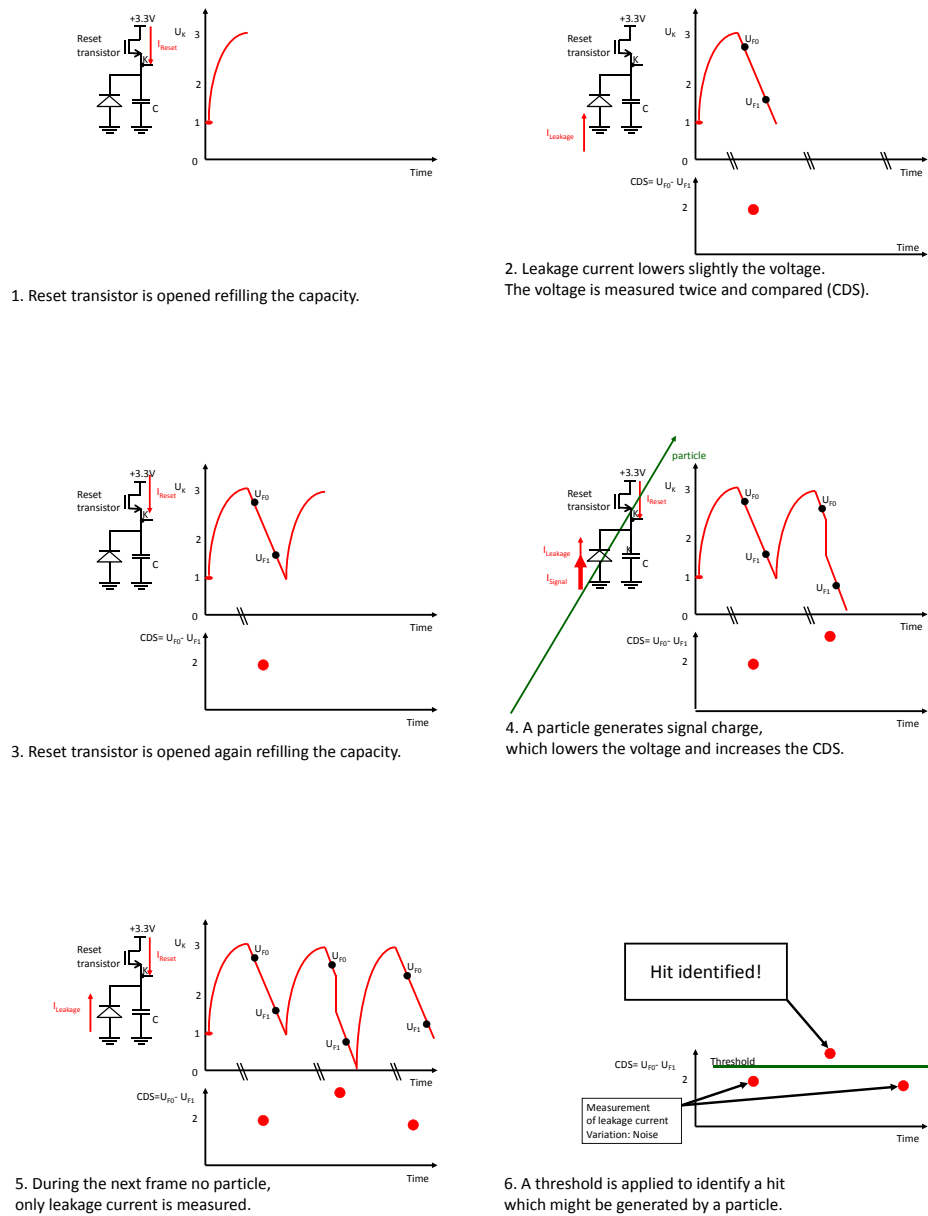 +3.3V
Reset
transistor
I_Reset
K
C
U_K
3
2
1
0
Time
1. Reset transistor is opened refilling the capacity.
+3.3V
Reset
transistor
K
C
I_Leakage
U_K
3
2
1
0
U_F0
U_F1
Time
CDS= U_F0- U_F1
2
Time
2. Leakage current lowers slightly the voltage.
The voltage is measured twice and compared (CDS).
+3.3V
Reset
transistor
I_Reset
K
C
U_K
3
2
1
0
U_F0
U_F1
Time
CDS= U_F0- U_F1
2
Time
3. Reset transistor is opened again refilling the capacity.
particle
+3.3V
Reset
transistor
I_Reset
K
K
C
I_Leakage
I_Signal
U_K
3
2
1
0
U_F0
U_F1
U_F0
U_F1
Time
CDS= U_F0- U_F1
2
Time
4. A particle generates signal charge,
which lowers the voltage and increases the CDS.
+3.3V
Reset
transistor
I_Reset
K
C
I_Leakage
U_K
3
2
1
0
U_F0
U_F1
U_F0
U_F1
U_F0
U_F1
Time
CDS=U_F0- U_F1
2
Time
5. During the next frame no particle,
only leakage current is measured.
Hit identified!
CDS= U_F0- U_F1
Threshold
2
Measurement
of leakage current
Variation: Noise
Time
6. A threshold is applied to identify a hit
which might be generated by a particle.